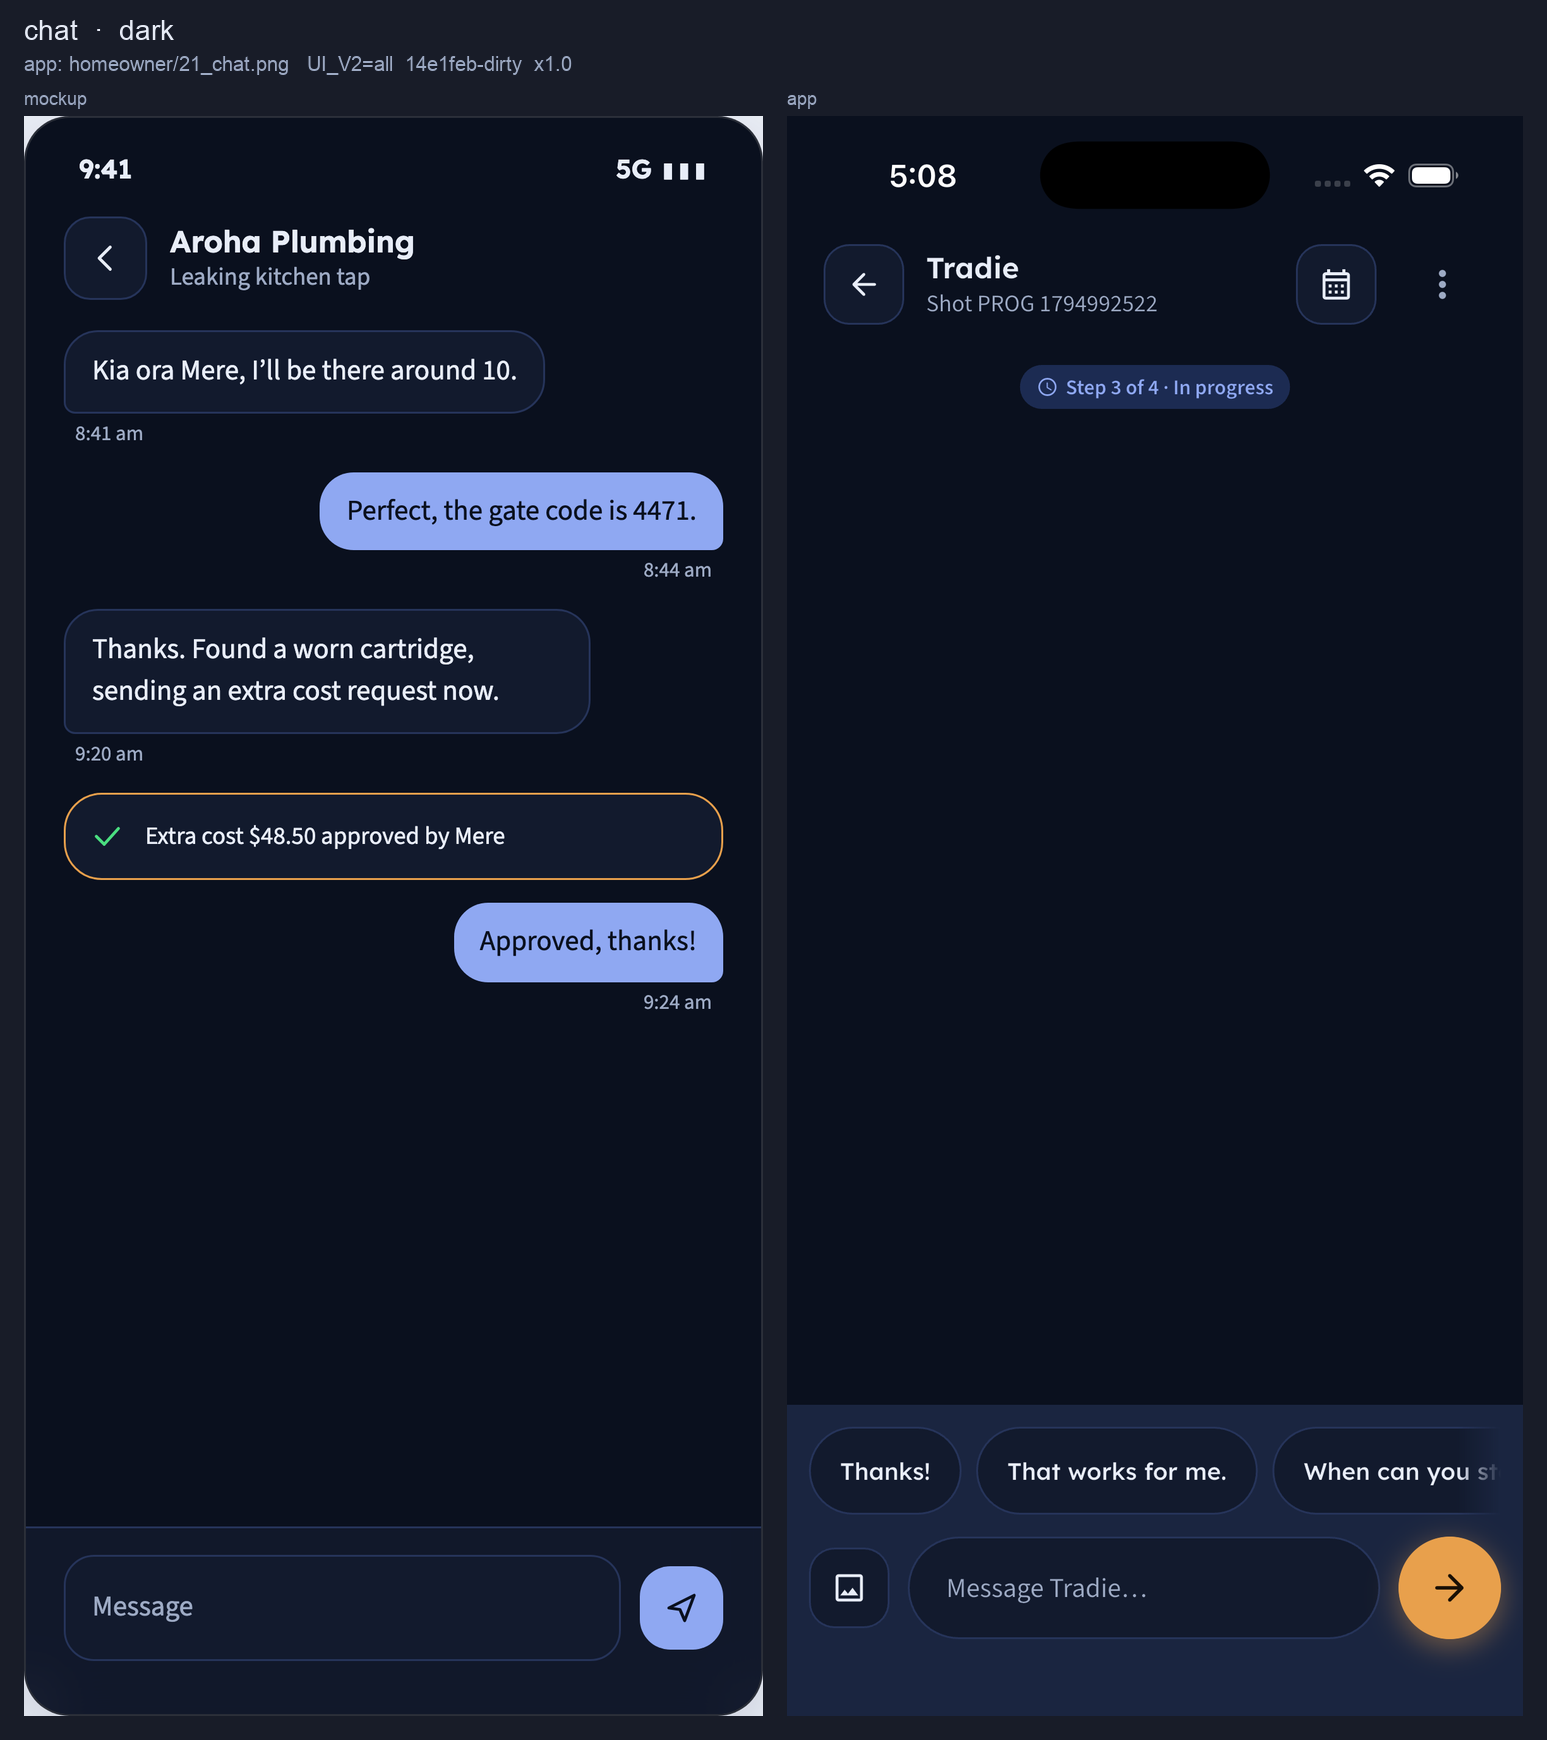 chat · dark
app: homeowner/21_chat.png UI_V2=all 14e1feb-dirty x1.0
mockup
9:41
5G
Aroha Plumbing
Leaking kitchen tap
Kia ora Mere, I’ll be there around 10.
8:41 am
Perfect, the gate code is 4471.
8:44 am
Thanks. Found a worn cartridge,
sending an extra cost request now.
9:20 am
Extra cost $48.50 approved by Mere
Approved, thanks!
9:24 am
Message
app
5:08
Tradie
Shot PROG 1794992522
Step 3 of 4 · In progress
Thanks!
That works for me.
When can you st
Message Tradie…